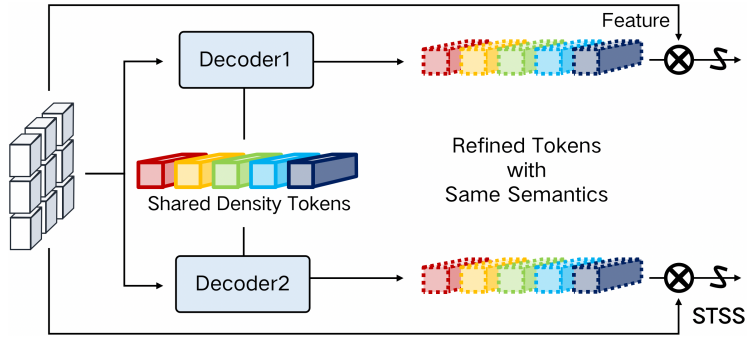 Feature
Decoder1
Refined Tokens
with
Same Semantics
Shared Density Tokens
Decoder2
STSS